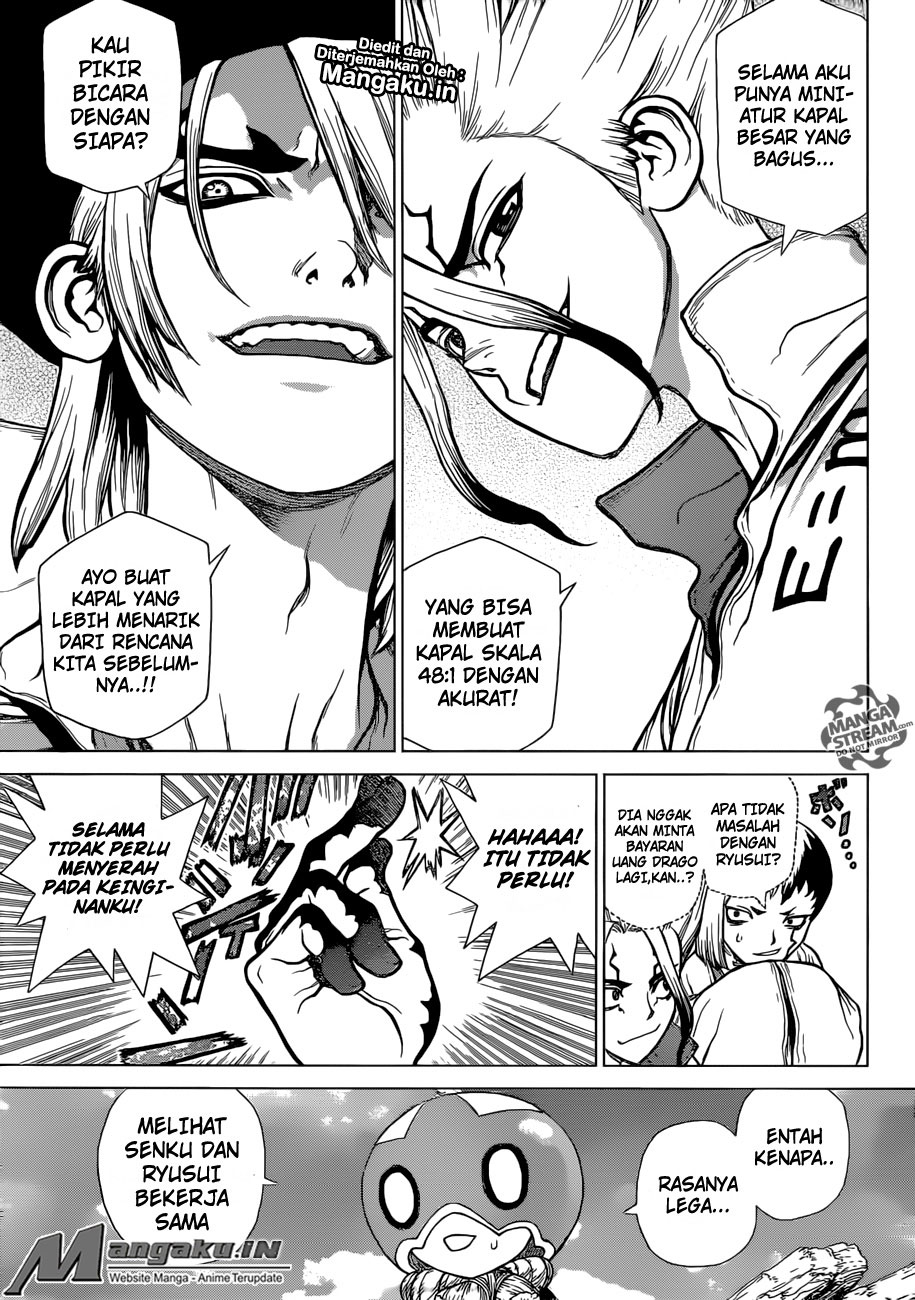 SELAMA AKU
PUNYA MINI-
ATUR KAPAL
BESAR YANG
BAGUS...
YANG BISA
MEMBUAT
KAPAL SKALA
48:1 DENGAN
AKURAT!
E=m
Diedit dan
Diterjemahkan Oleh :
Mangaku.in
KAU
PIKIR
BICARA
DENGAN
SIAPA?
AYO BUAT
KAPAL YANG
LEBIH MENARIK
DARI RENCANA
KITA SEBELUM-
NYA..!!
MANGA
STREAM.com
DO NOT MIRROR
ボソ...
APA TIDAK
MASALAH
DENGAN
RYUSUI?
DIA NGGAK
AKAN MINTA
BAYARAN
UANG DRAGO
LAGI,KAN..?
HAHAAA!
ITU TIDAK
PERLU!
SELAMA
TIDAK PERLU
MENYERAH
PADA KEINGI-
NANKU!
ENTAH
KENAPA..
RASANYA
LEGA...
MELIHAT
SENKU DAN
RYUSUI
BEKERJA
SAMA
Mangaku.IN
Website Manga - Anime Terupdate